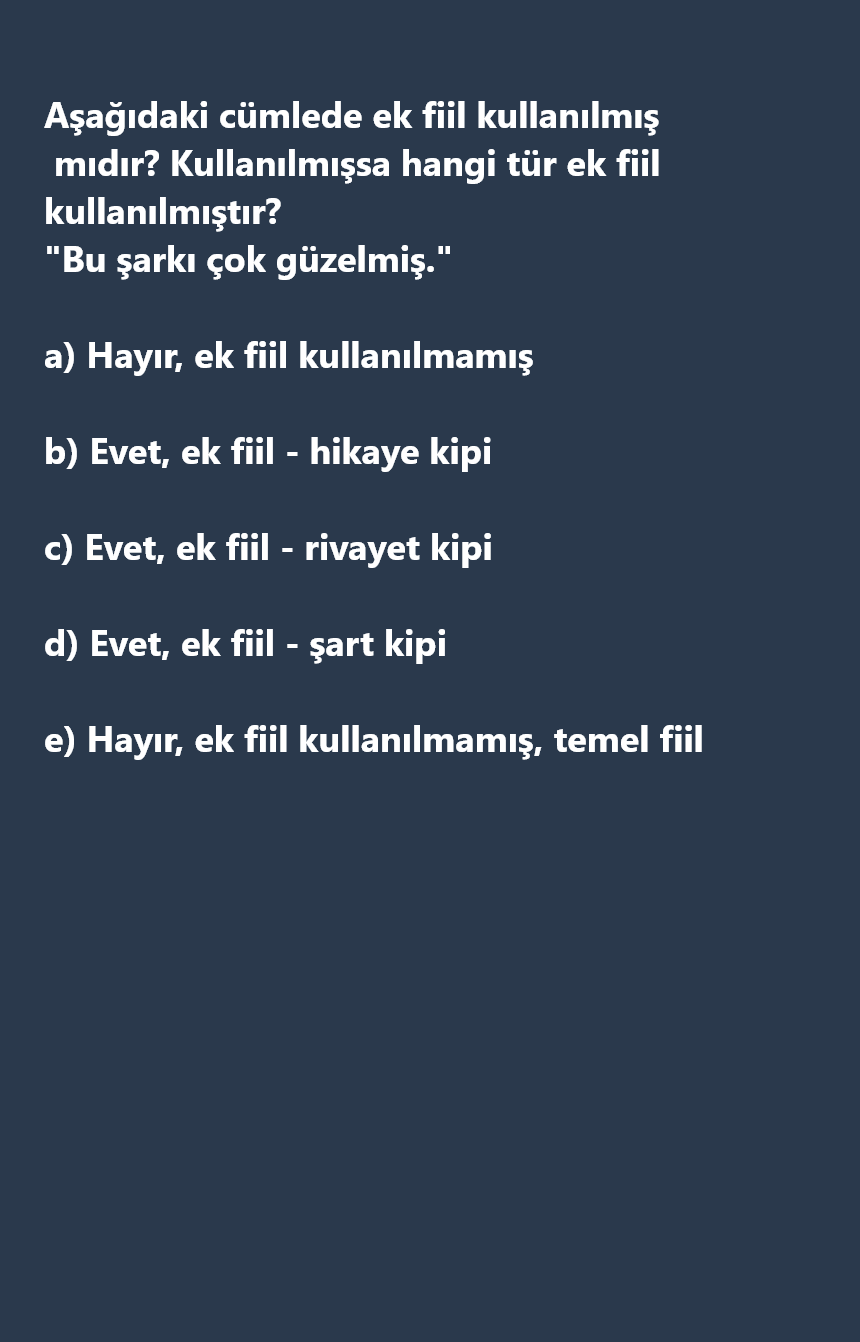 Aşağıdaki cümlede ek fiil kullanılmış
mıdır? Kullanılmışsa hangi tür ek fiil
kullanılmıştır?
"Bu şarkı çok güzelmiş."
a) Hayır, ek fiil kullanılmamış
b) Evet, ek fiil - hikaye kipi
c) Evet, ek fiil - rivayet kipi
d) Evet, ek fiil - şart kipi
e) Hayır, ek fiil kullanılmamış, temel fiil